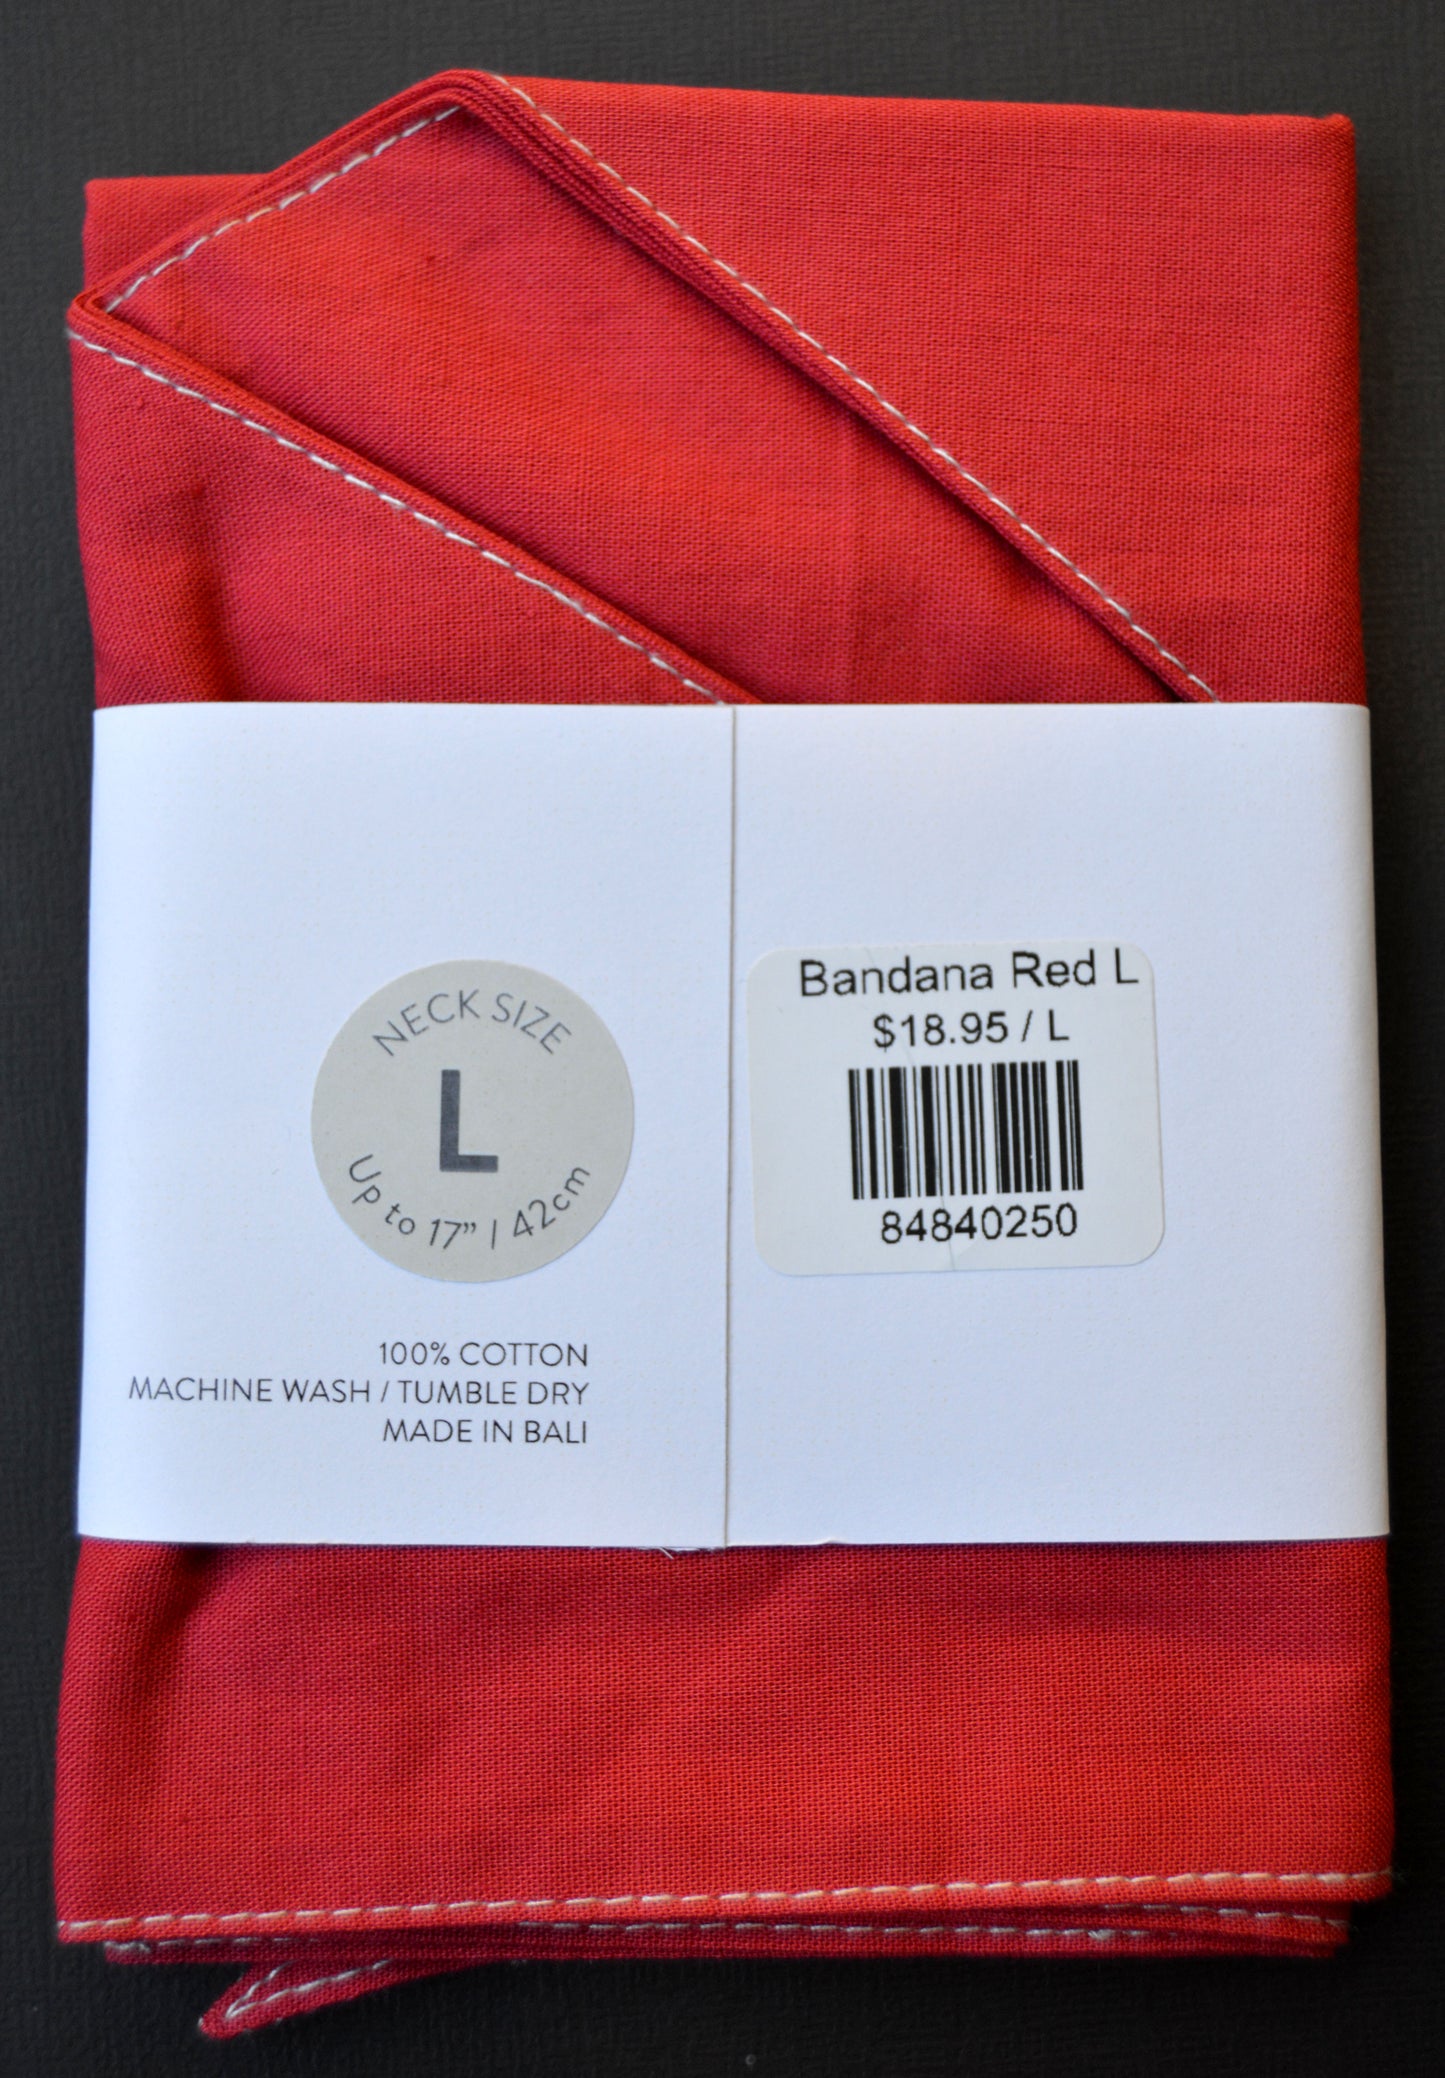 NECK SIZE
L
Up to 17” | 42cm
100% COTTON
MACHINE WASH / TUMBLE DRY
MADE IN BALI
Bandana Red L
$18.95 / L
84840250